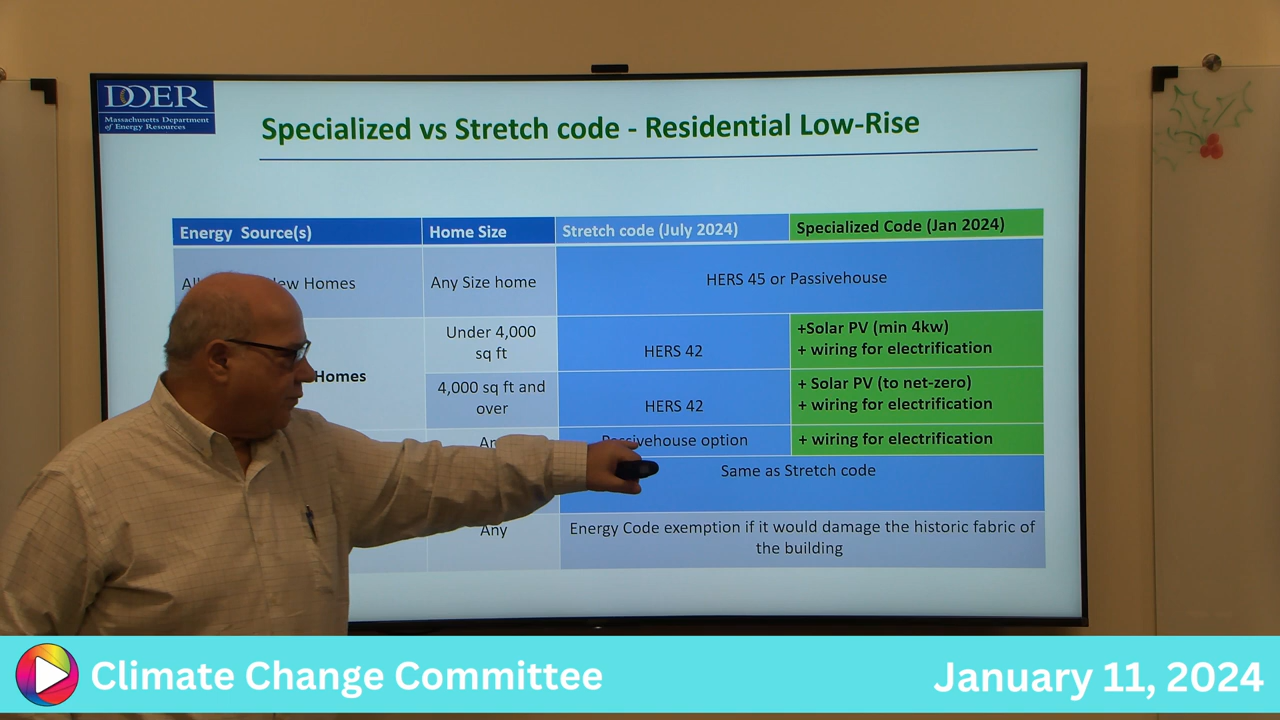 DOER
Massachusetts Department
of Energy Resources
Specialized vs Stretch code - Residential Low-Rise
Energy Source(s)
Home Size
Stretch code (July 2024)
Specialized Code (Jan 2024)
Homes
Any Size home
HERS 45 or Passivehouse
Homes
Under 4,000
sq ft
HERS 42
+Solar PV (min 4kw)
+ wiring for electrification
4,000 sq ft and
over
HERS 42
+ Solar PV (to net-zero)
+ wiring for electrification
Passivehouse option
+ wiring for electrification
Same as Stretch code
Any
Energy Code exemption if it would damage the historic fabric of
the building
Climate Change Committee
January 11, 2024